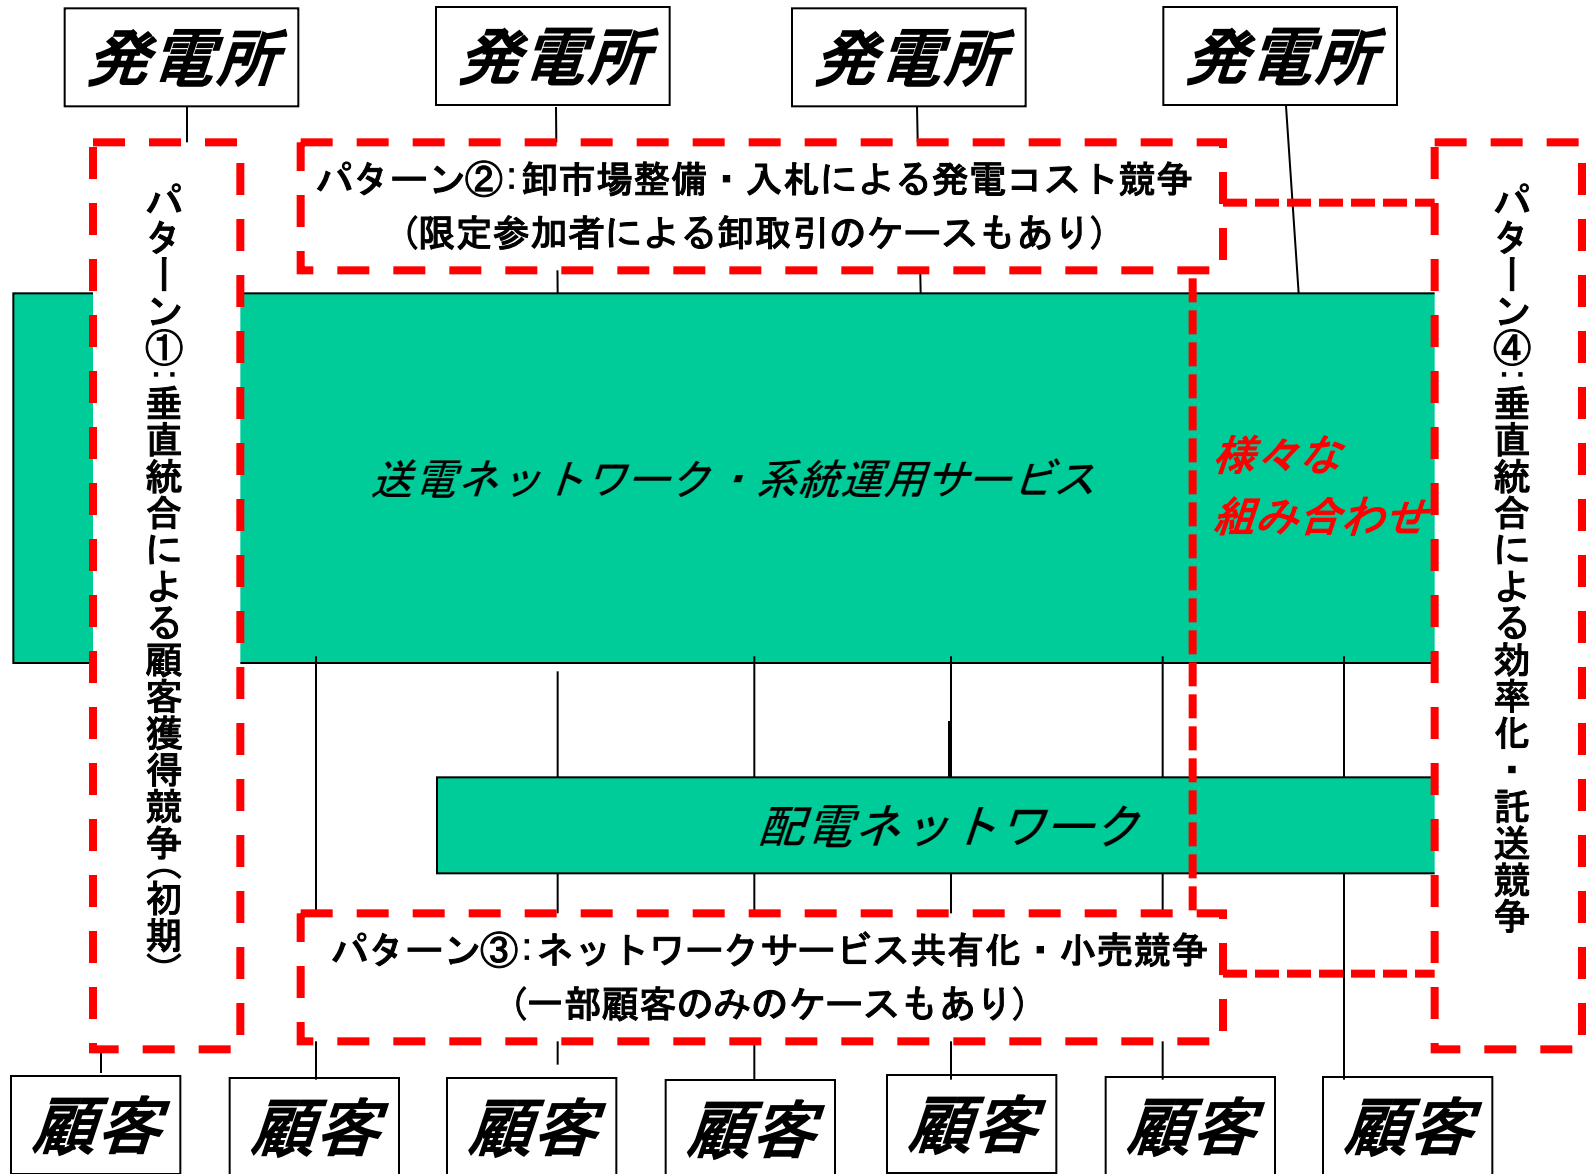 発電所
発電所
発電所
発電所
パターン①:垂直統合による顧客獲得競争(初期)
パターン②:卸市場整備・入札による発電コスト競争
(限定参加者による卸取引のケースもあり)
パターン④:垂直統合による効率化・託送競争
送電ネットワーク・系統運用サービス
様々な
組み合わせ
配電ネットワーク
パターン③:ネットワークサービス共有化・小売競争
(一部顧客のみのケースもあり)
顧客
顧客
顧客
顧客
顧客
顧客
顧客